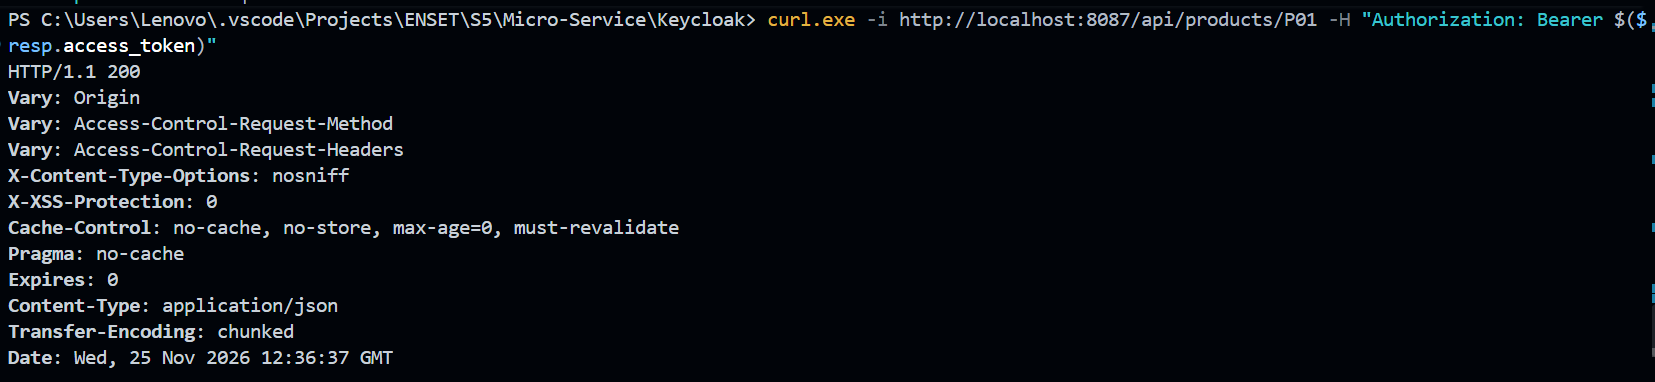 PS C:\Users\Lenovo\.vscode\Projects\ENSET\S5\Micro-Service\Keycloak> curl.exe -i http://localhost:8087/api/products/P01 -H "Authorization: Bearer $($
resp.access_token)"
HTTP/1.1 200
Vary: Origin
Vary: Access-Control-Request-Method
Vary: Access-Control-Request-Headers
X-Content-Type-Options: nosniff
X-XSS-Protection: 0
Cache-Control: no-cache, no-store, max-age=0, must-revalidate
Pragma: no-cache
Expires: 0
Content-Type: application/json
Transfer-Encoding: chunked
Date: Wed, 25 Nov 2026 12:36:37 GMT